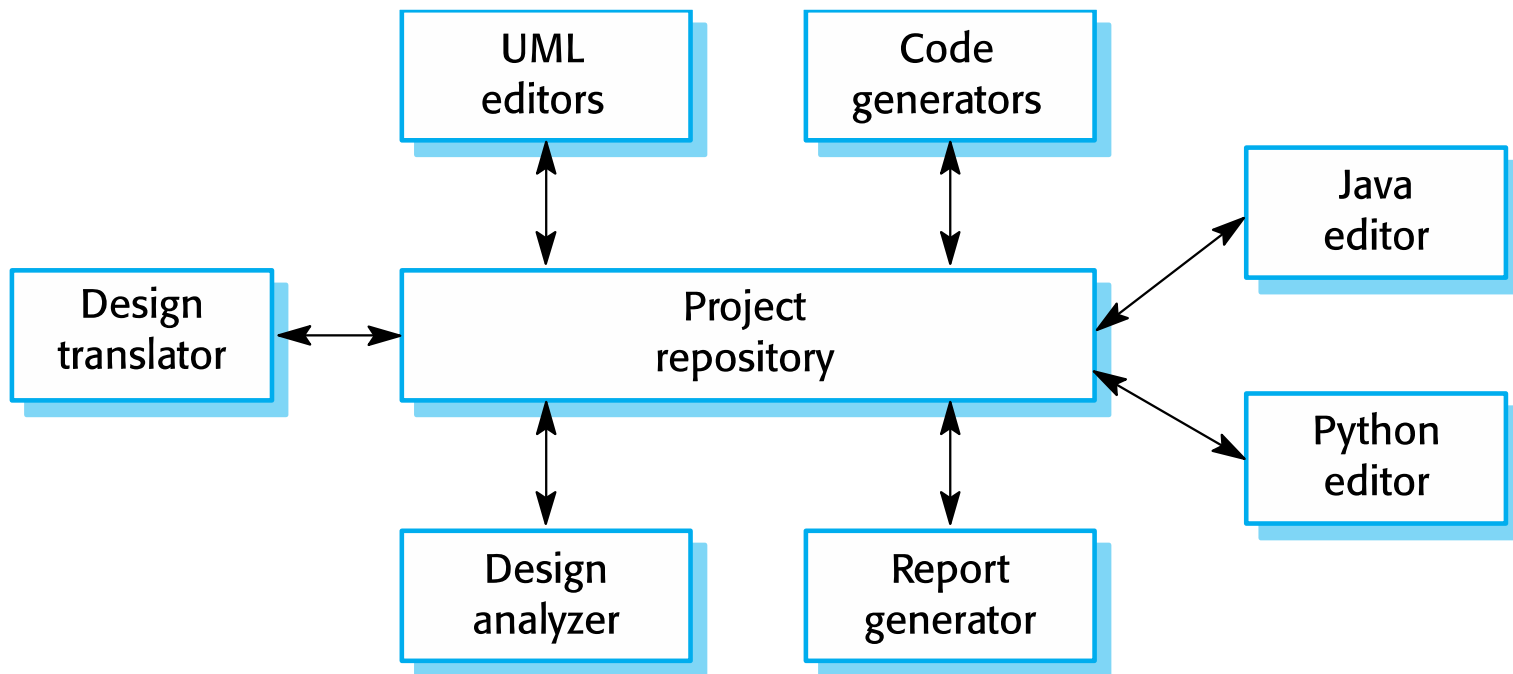 UML
editors
Code
generators
Java
editor
Design
translator
Project
repository
Python
editor
Design
analyzer
Report
generator